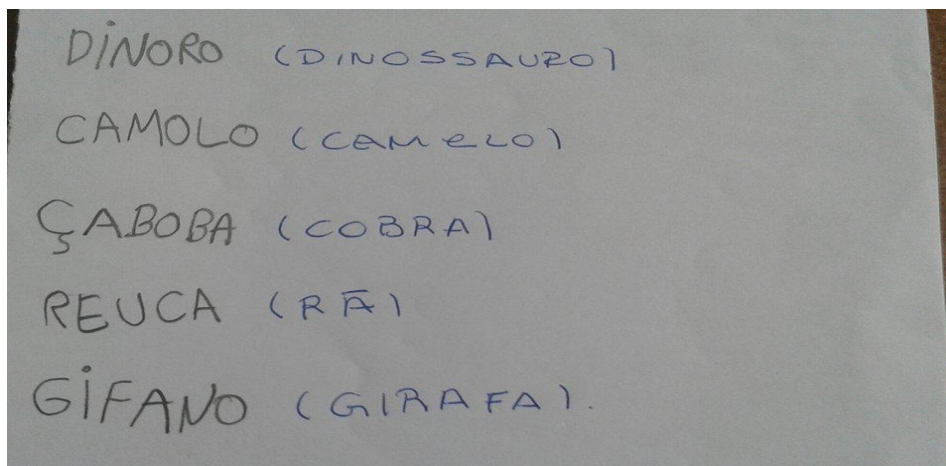 DINORO (DINOSSAURO)
CAMOLO (CAMELO)
ÇABOBA (COBRA)
REUCA (RÃ)
GIFANO (GIRAFA).